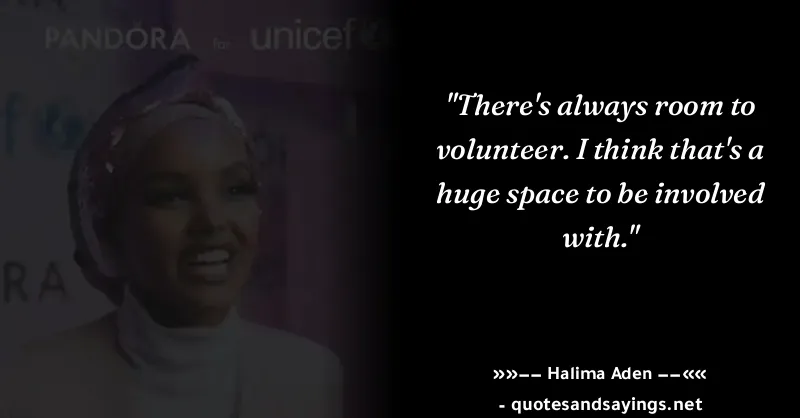 PANDÓRA for unicef
"There's always room to
volunteer. I think that's a
huge space to be involved
with."
RA
»»−− Halima Aden −−««
- quotesandsayings.net